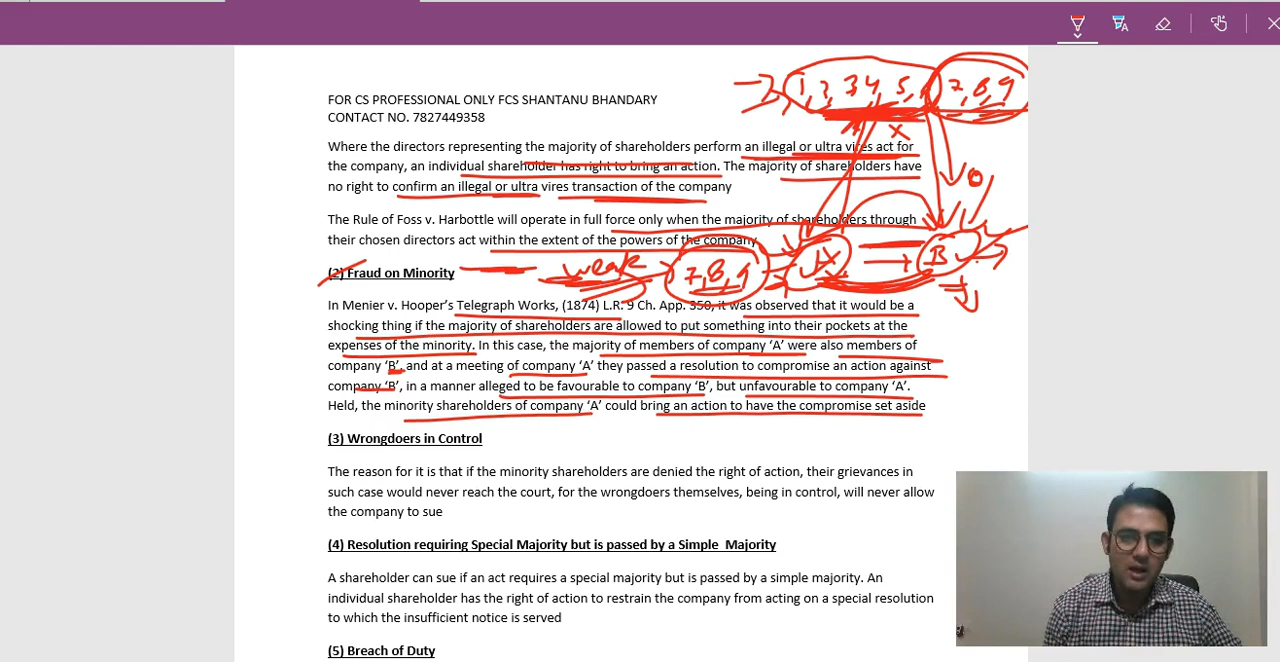 1, 2, 3 4, 5, 7, 8, 9
FOR CS PROFESSIONAL ONLY FCS SHANTANU BHANDARY
CONTACT NO. 7827449358
X
Where the directors representing the majority of shareholders perform an illegal or ultra vires act for
the company, an individual shareholder has right to bring an action. The majority of shareholders have
no right to confirm an illegal or ultra vires transaction of the company
The Rule of Foss v. Harbottle will operate in full force only when the majority of shareholders through
their chosen directors act within the extent of the powers of the company
(2) Fraud on Minority
weak
7, 8, 9
B
In Menier v. Hooper's Telegraph Works, (1874) L.R. 9 Ch. App. 350, it was observed that it would be a
shocking thing if the majority of shareholders are allowed to put something into their pockets at the
expenses of the minority. In this case, the majority of members of company ‘A’ were also members of
company ‘B’, and at a meeting of company ‘A’ they passed a resolution to compromise an action against
company ‘B’, in a manner alleged to be favourable to company ‘B’, but unfavourable to company ‘A’.
Held, the minority shareholders of company ‘A’ could bring an action to have the compromise set aside
(3) Wrongdoers in Control
The reason for it is that if the minority shareholders are denied the right of action, their grievances in
such case would never reach the court, for the wrongdoers themselves, being in control, will never allow
the company to sue
(4) Resolution requiring Special Majority but is passed by a Simple Majority
A shareholder can sue if an act requires a special majority but is passed by a simple majority. An
individual shareholder has the right of action to restrain the company from acting on a special resolution
to which the insufficient notice is served
(5) Breach of Duty